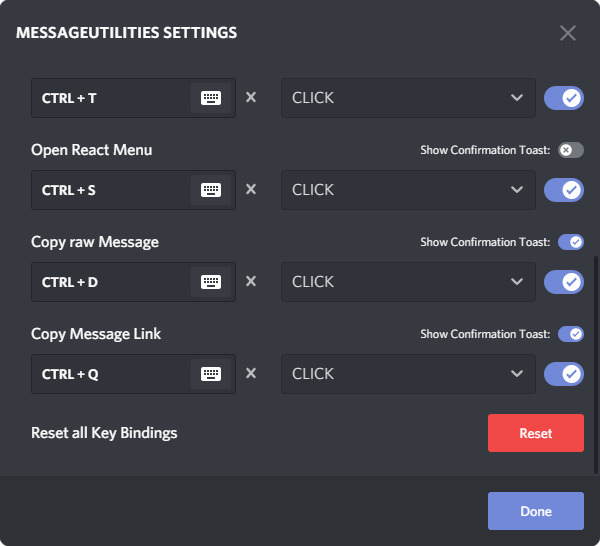 MESSAGEUTILITIES SETTINGS
CTRL + T CLICK
Open React Menu Show Confirmation Toast:
CTRL + S CLICK
Copy raw Message Show Confirmation Toast:
CTRL + D CLICK
Copy Message Link Show Confirmation Toast:
CTRL + Q CLICK
Reset all Key Bindings Reset
Done